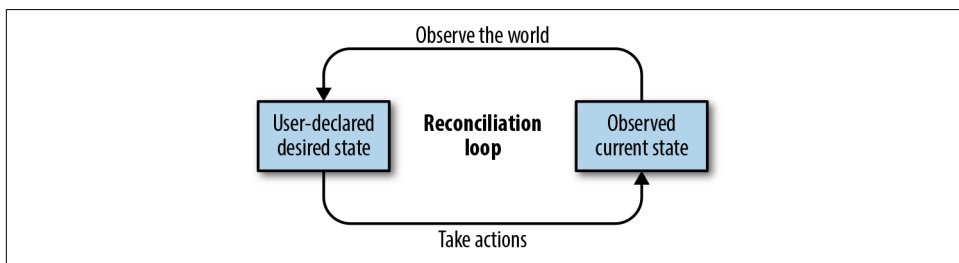 Observe the world
User-declared
desired state
Reconciliation
loop
Observed
current state
Take actions